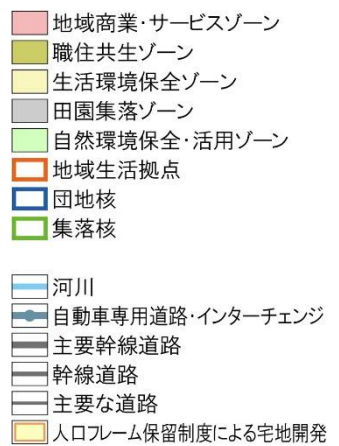 地域商業・サービスゾーン
職住共生ゾーン
生活環境保全ゾーン
田園集落ゾーン
自然環境保全・活用ゾーン
地域生活拠点
団地核
集落核
河川
自動車専用道路・インターチェンジ
主要幹線道路
幹線道路
主要な道路
人口フレーム保留制度による宅地開発